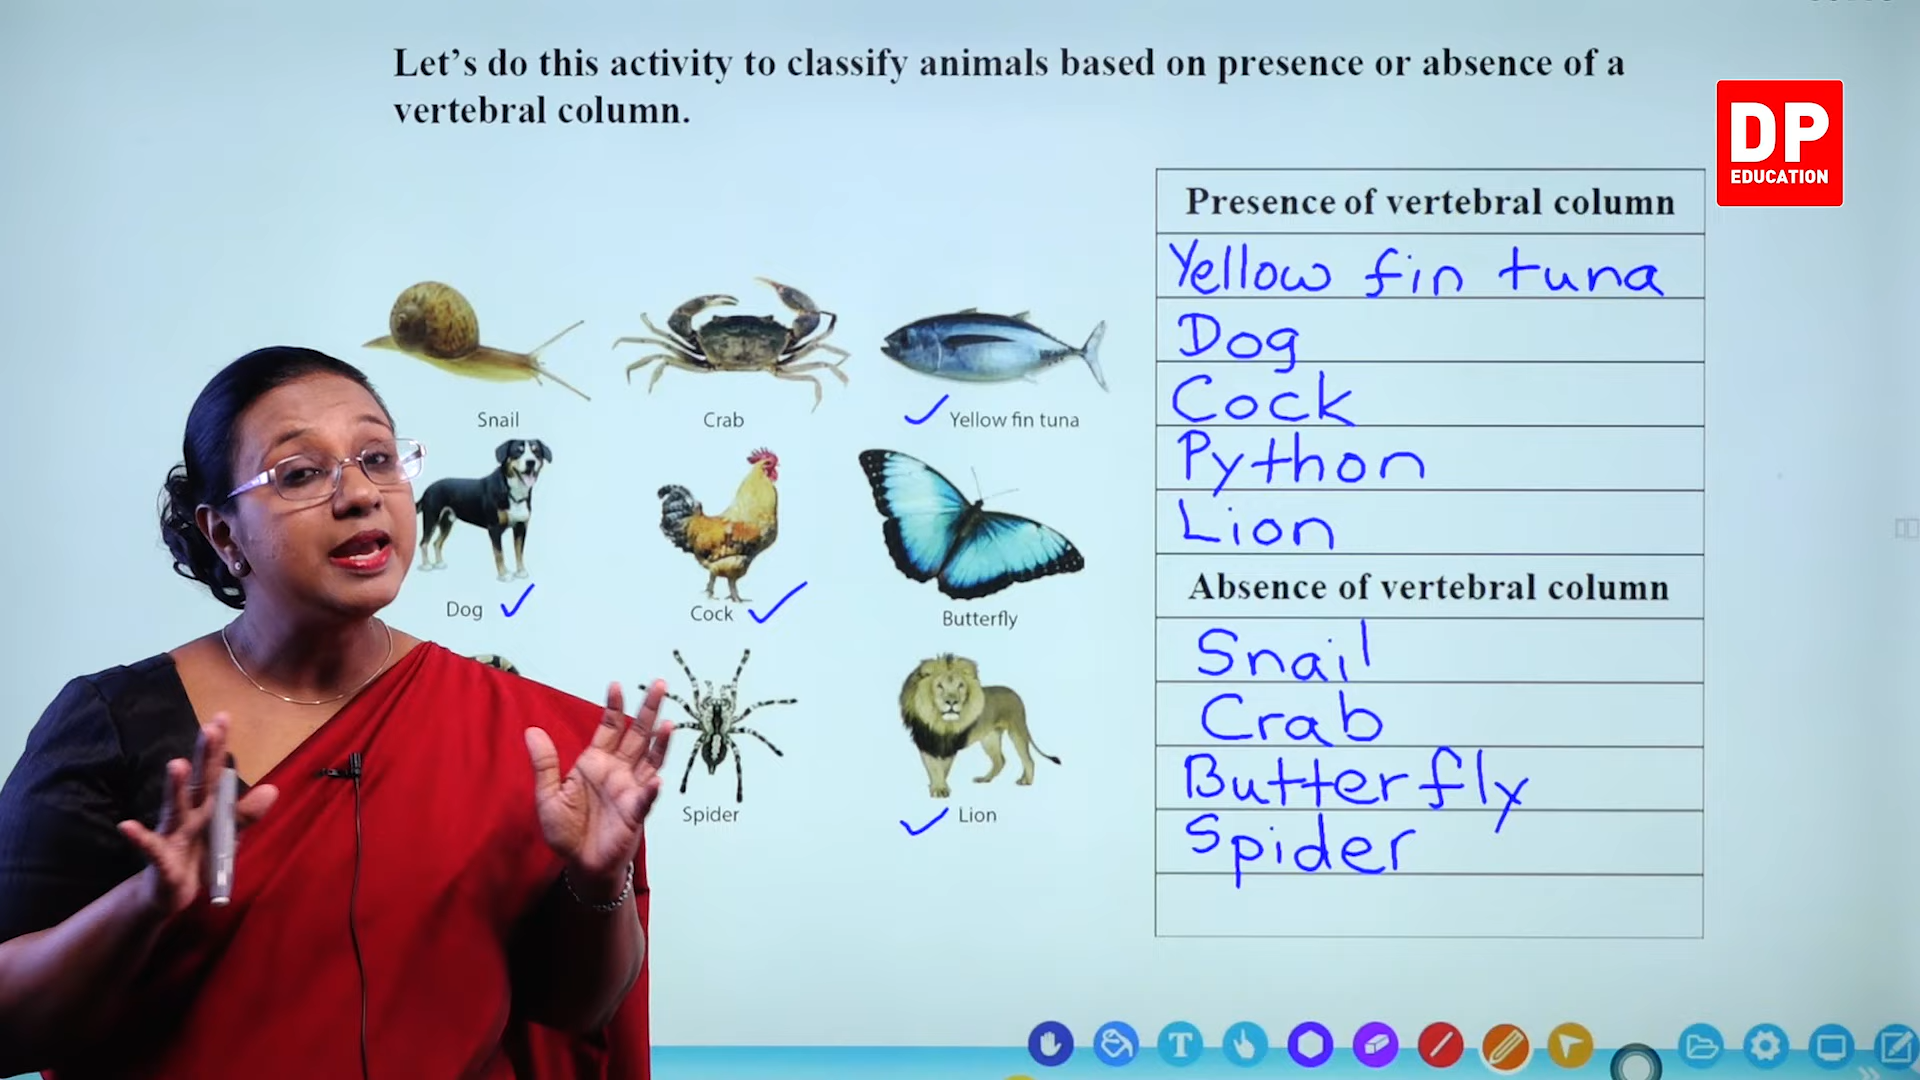 Let's do this activity to classify animals based on presence or absence of a
vertebral column.
DP
EDUCATION
Presence of vertebral column
Yellow fin tuna
Dog
Cock
Python
Lion
Absence of vertebral column
Snail
Crab
Butterfly
Spider
Snail
Crab
Yellow fin tuna
Dog
Cock
Butterfly
Spider
Lion
T